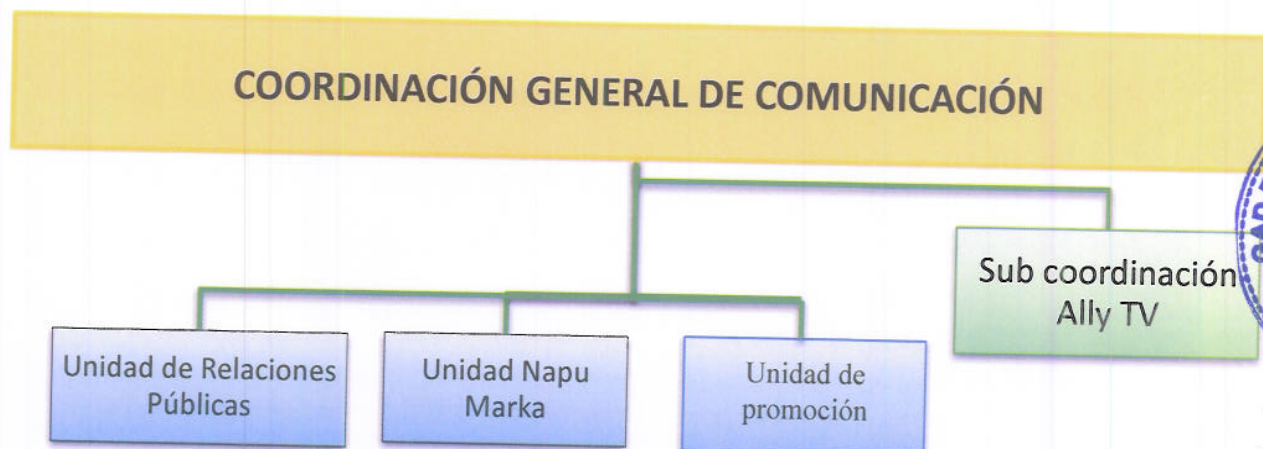 COORDINACIÓN GENERAL DE COMUNICACIÓN
Sub coordinación
Ally TV
Unidad de Relaciones
Públicas
Unidad Napu
Marka
Unidad de
promoción